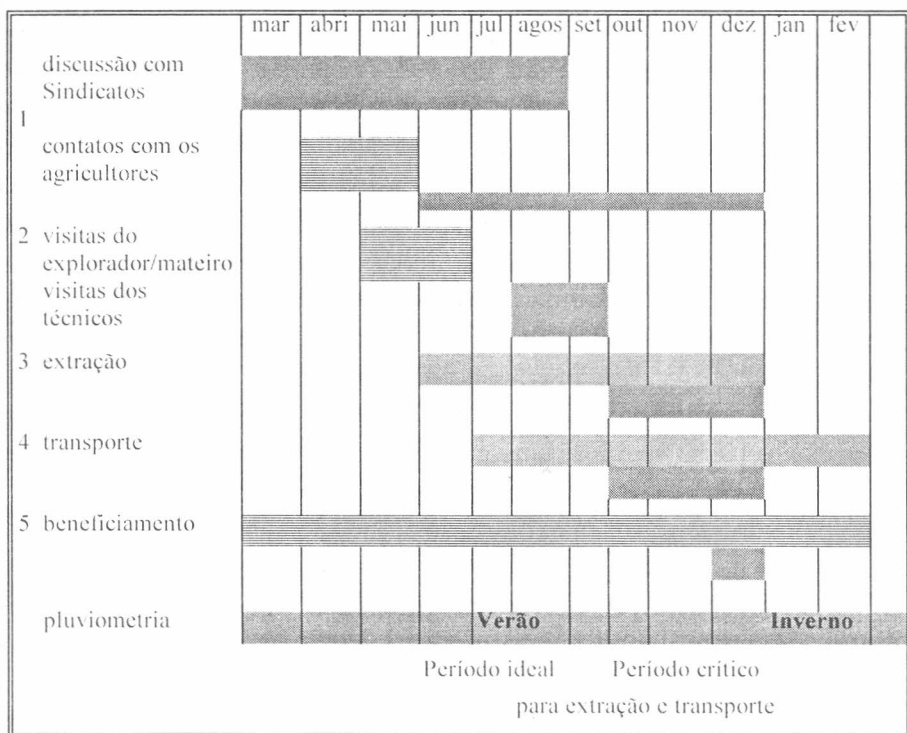 mar abri mai jun jul agos set out nov dez jan fev
discussão com
Sindicatos
1
contatos com os
agricultores
2 visitas do
explorador/mateiro
visitas dos
técnicos
3 extração
4 transporte
5 beneficiamento
pluviometria Verão Inverno
Período ideal Período crítico
para extração e transporte